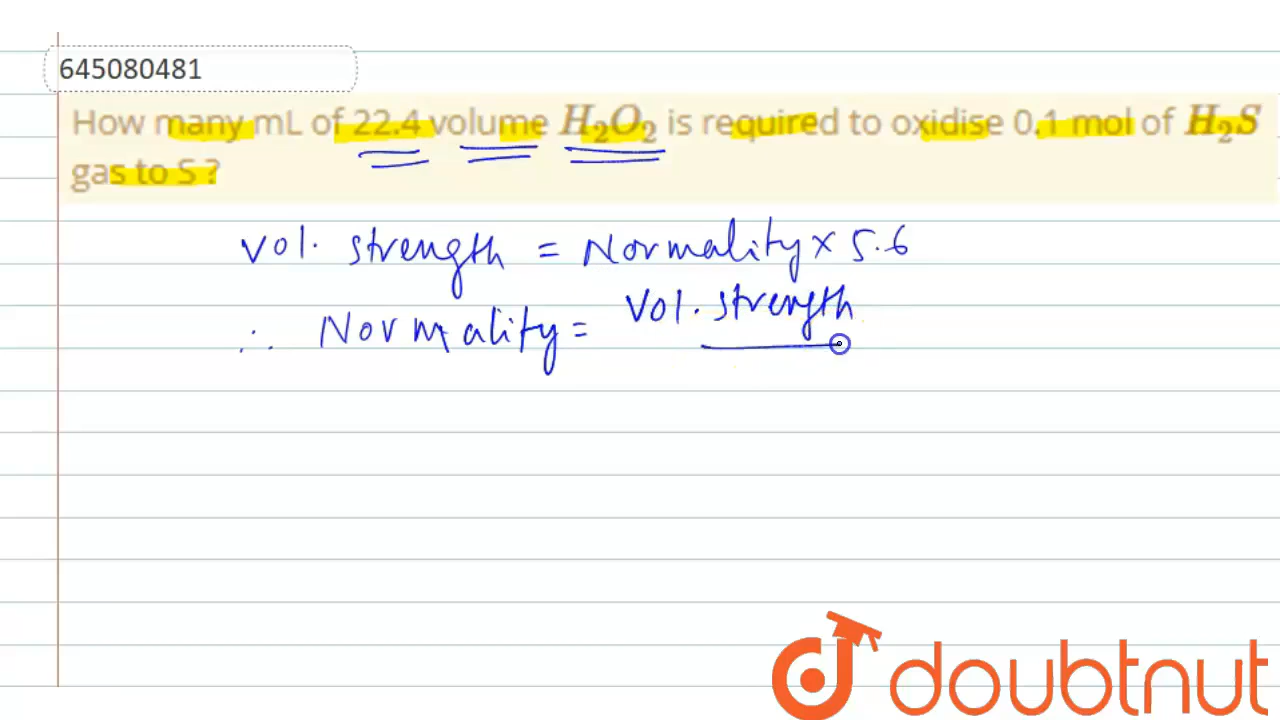 645080481
How many mL of 22.4 volume H₂O₂ is required to oxidise 0.1 mol of H₂S
gas to S ?
Vol. strength = Normality × 5.6
∴ Normality = Vol. strength
doubtnut